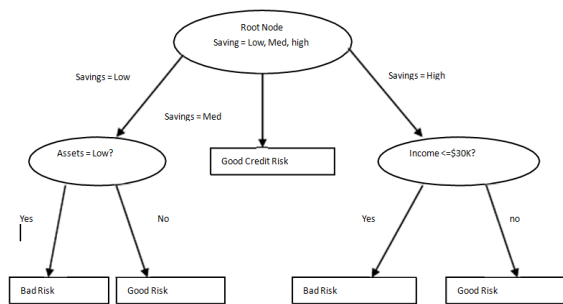 Root Node
Saving = Low, Med, high
Savings = Low
Savings = High
Savings = Med
Assets = Low?
Good Credit Risk
Income <=$30K?
Yes
No
Yes
no
Bad Risk
Good Risk
Bad Risk
Good Risk